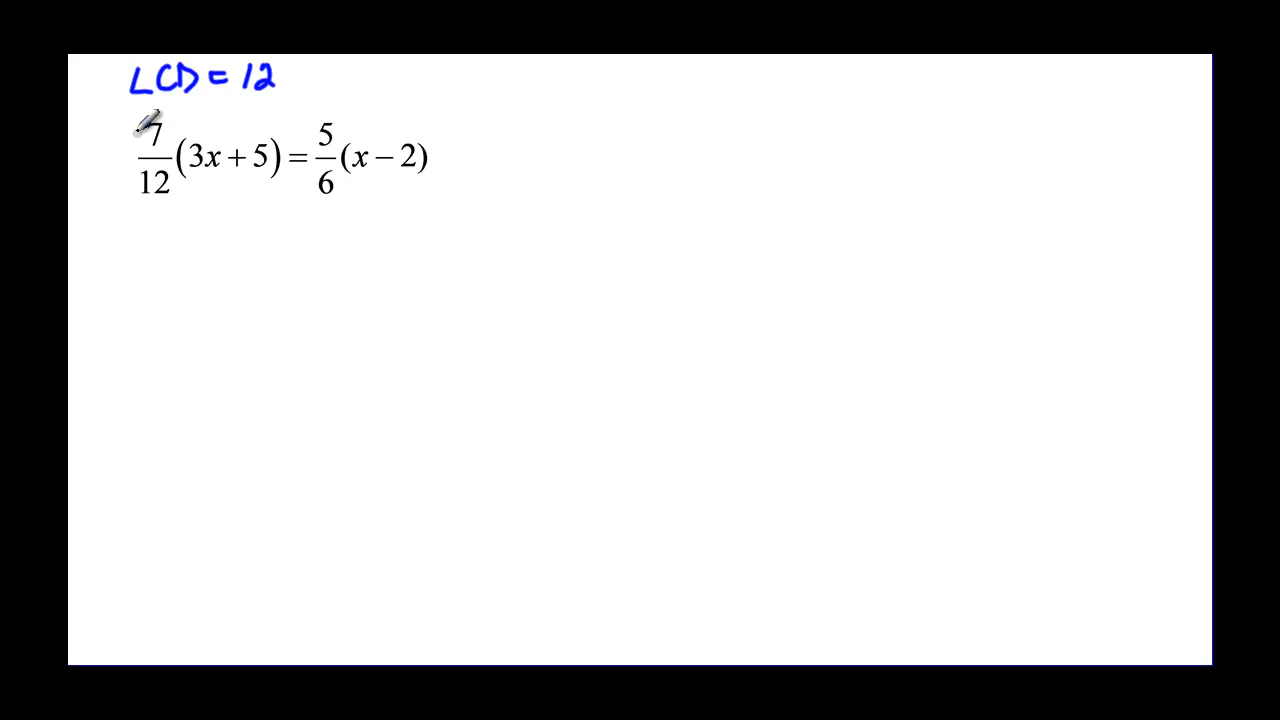 LCD = 12
7/12 (3x + 5) = 5/6 (x − 2)